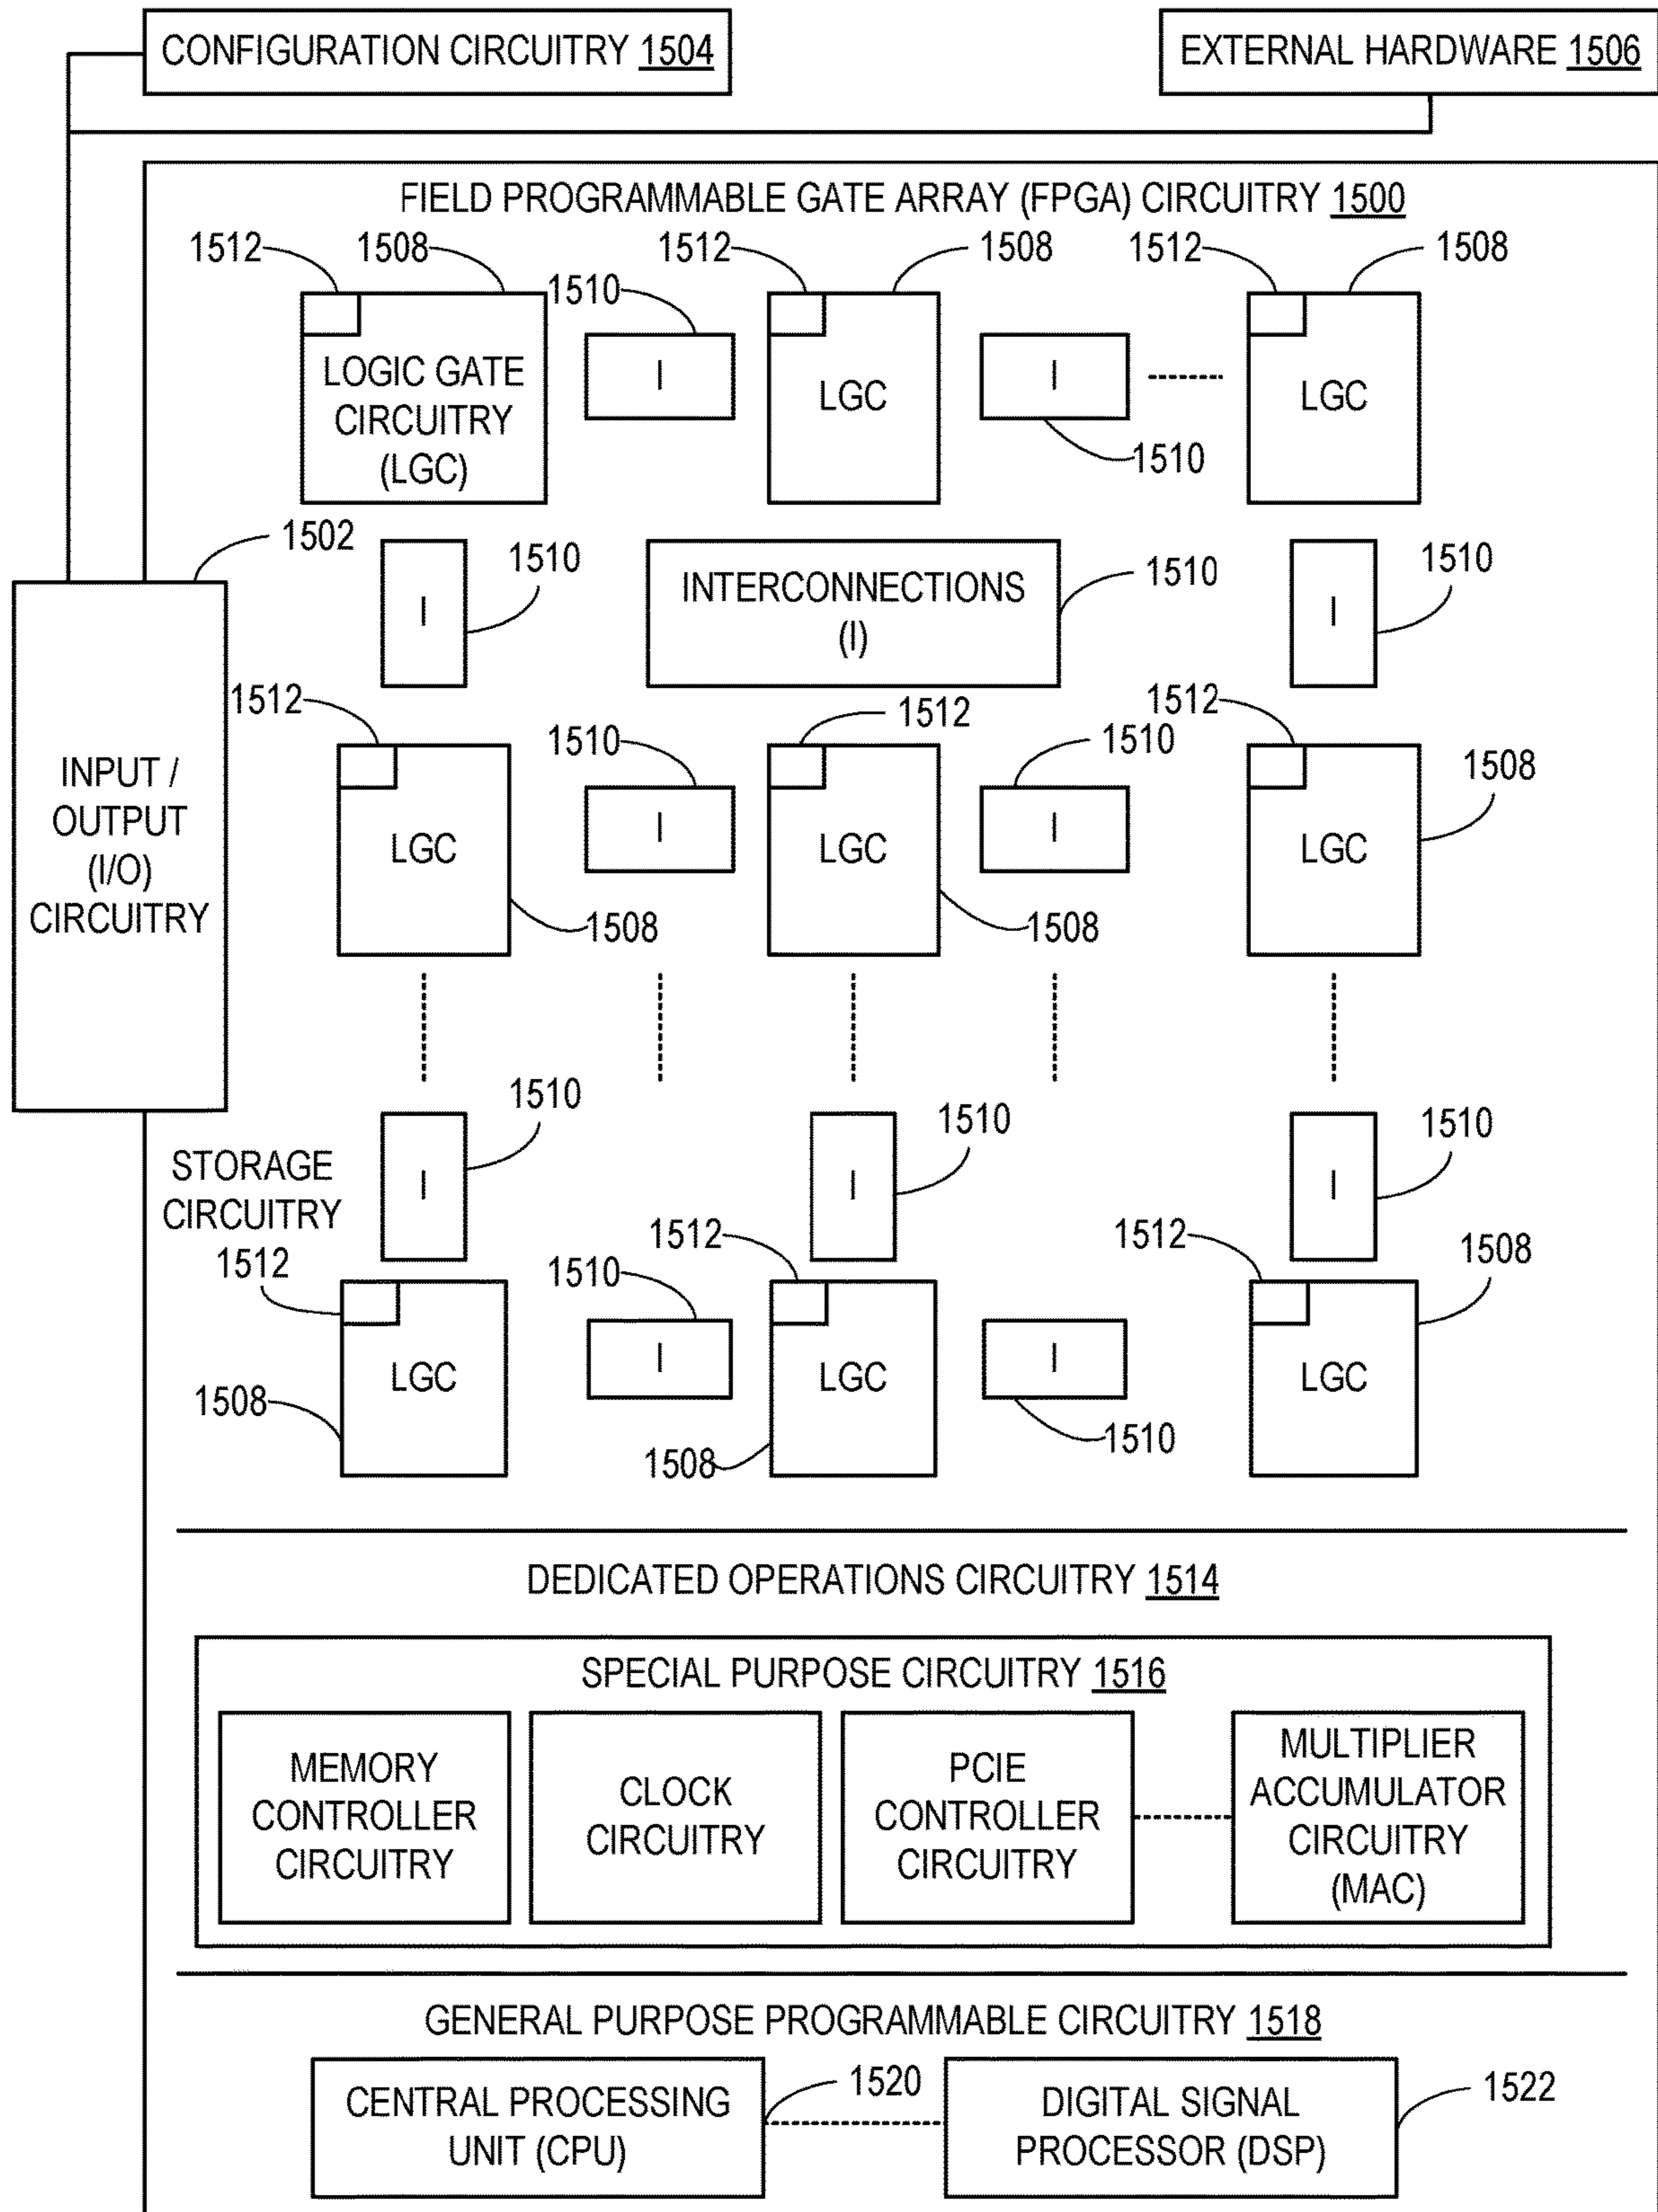 CONFIGURATION CIRCUITRY 1504
EXTERNAL HARDWARE 1506
FIELD PROGRAMMABLE GATE ARRAY (FPGA) CIRCUITRY 1500
1512
1508
1512
1508
1512
1508
1510
LOGIC GATE
CIRCUITRY
(LGC)
I
LGC
I
LGC
1510
1502
1510
INTERCONNECTIONS
(I)
1510
1510
I
I
1512
1512
1512
1510
1510
1508
INPUT /
OUTPUT
(I/O)
CIRCUITRY
LGC
I
LGC
I
LGC
1508
1508
1510
1510
1510
STORAGE
CIRCUITRY
I
I
I
1512
1512
1512
1508
1510
LGC
I
LGC
I
LGC
1508
1510
1508
DEDICATED OPERATIONS CIRCUITRY 1514
SPECIAL PURPOSE CIRCUITRY 1516
MEMORY
CONTROLLER
CIRCUITRY
CLOCK
CIRCUITRY
PCIE
CONTROLLER
CIRCUITRY
MULTIPLIER
ACCUMULATOR
CIRCUITRY
(MAC)
GENERAL PURPOSE PROGRAMMABLE CIRCUITRY 1518
CENTRAL PROCESSING
UNIT (CPU)
1520
DIGITAL SIGNAL
PROCESSOR (DSP)
1522